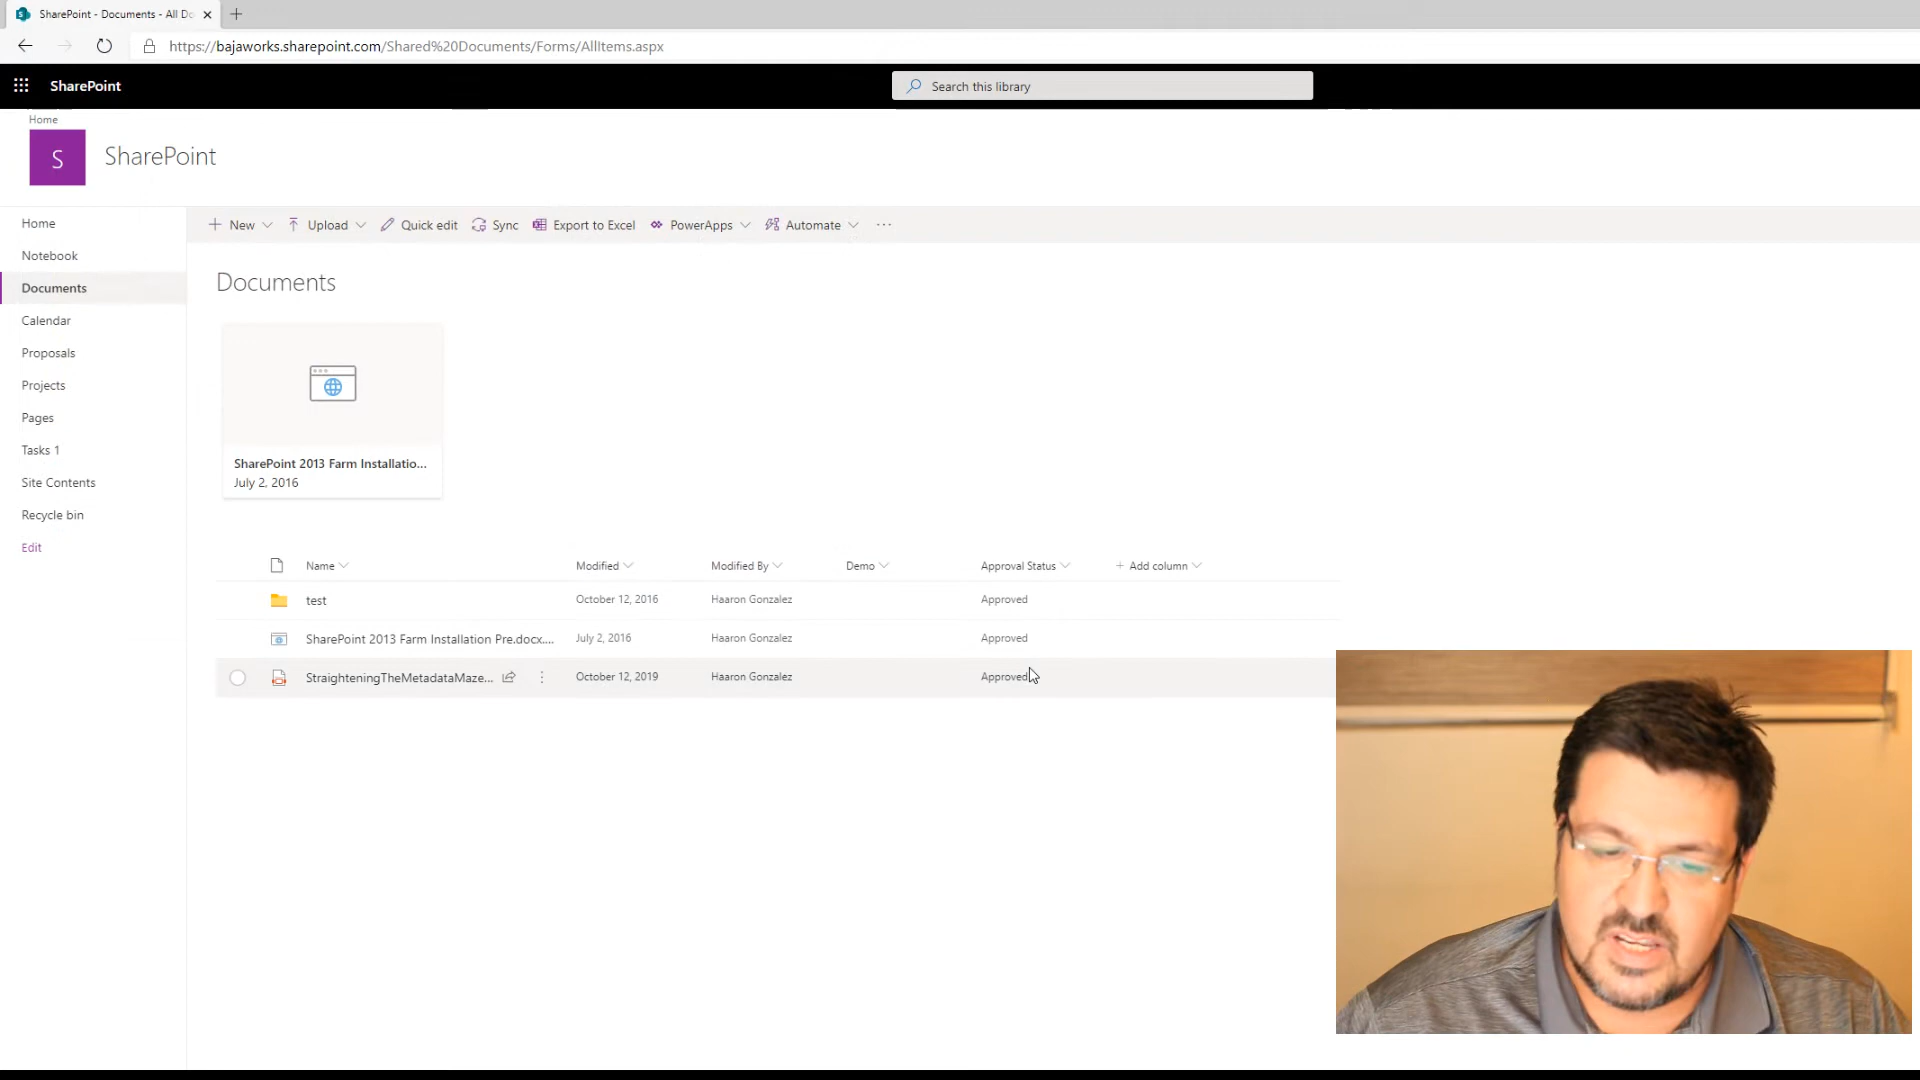 SharePoint - Documents - All Do
https://bajaworks.sharepoint.com/Shared%20Documents/Forms/AllItems.aspx
SharePoint
Search this library
Home
S
SharePoint
Home
Notebook
Documents
Calendar
Proposals
Projects
Pages
Tasks 1
Site Contents
Recycle bin
Edit
+ New Upload Quick edit Sync Export to Excel PowerApps Automate ...
Documents
SharePoint 2013 Farm Installatio...
July 2, 2016
Name Modified Modified By Demo Approval Status + Add column
test October 12, 2016 Haaron Gonzalez Approved
SharePoint 2013 Farm Installation Pre.docx.... July 2, 2016 Haaron Gonzalez Approved
StraighteningTheMetadataMaze... October 12, 2019 Haaron Gonzalez Approved